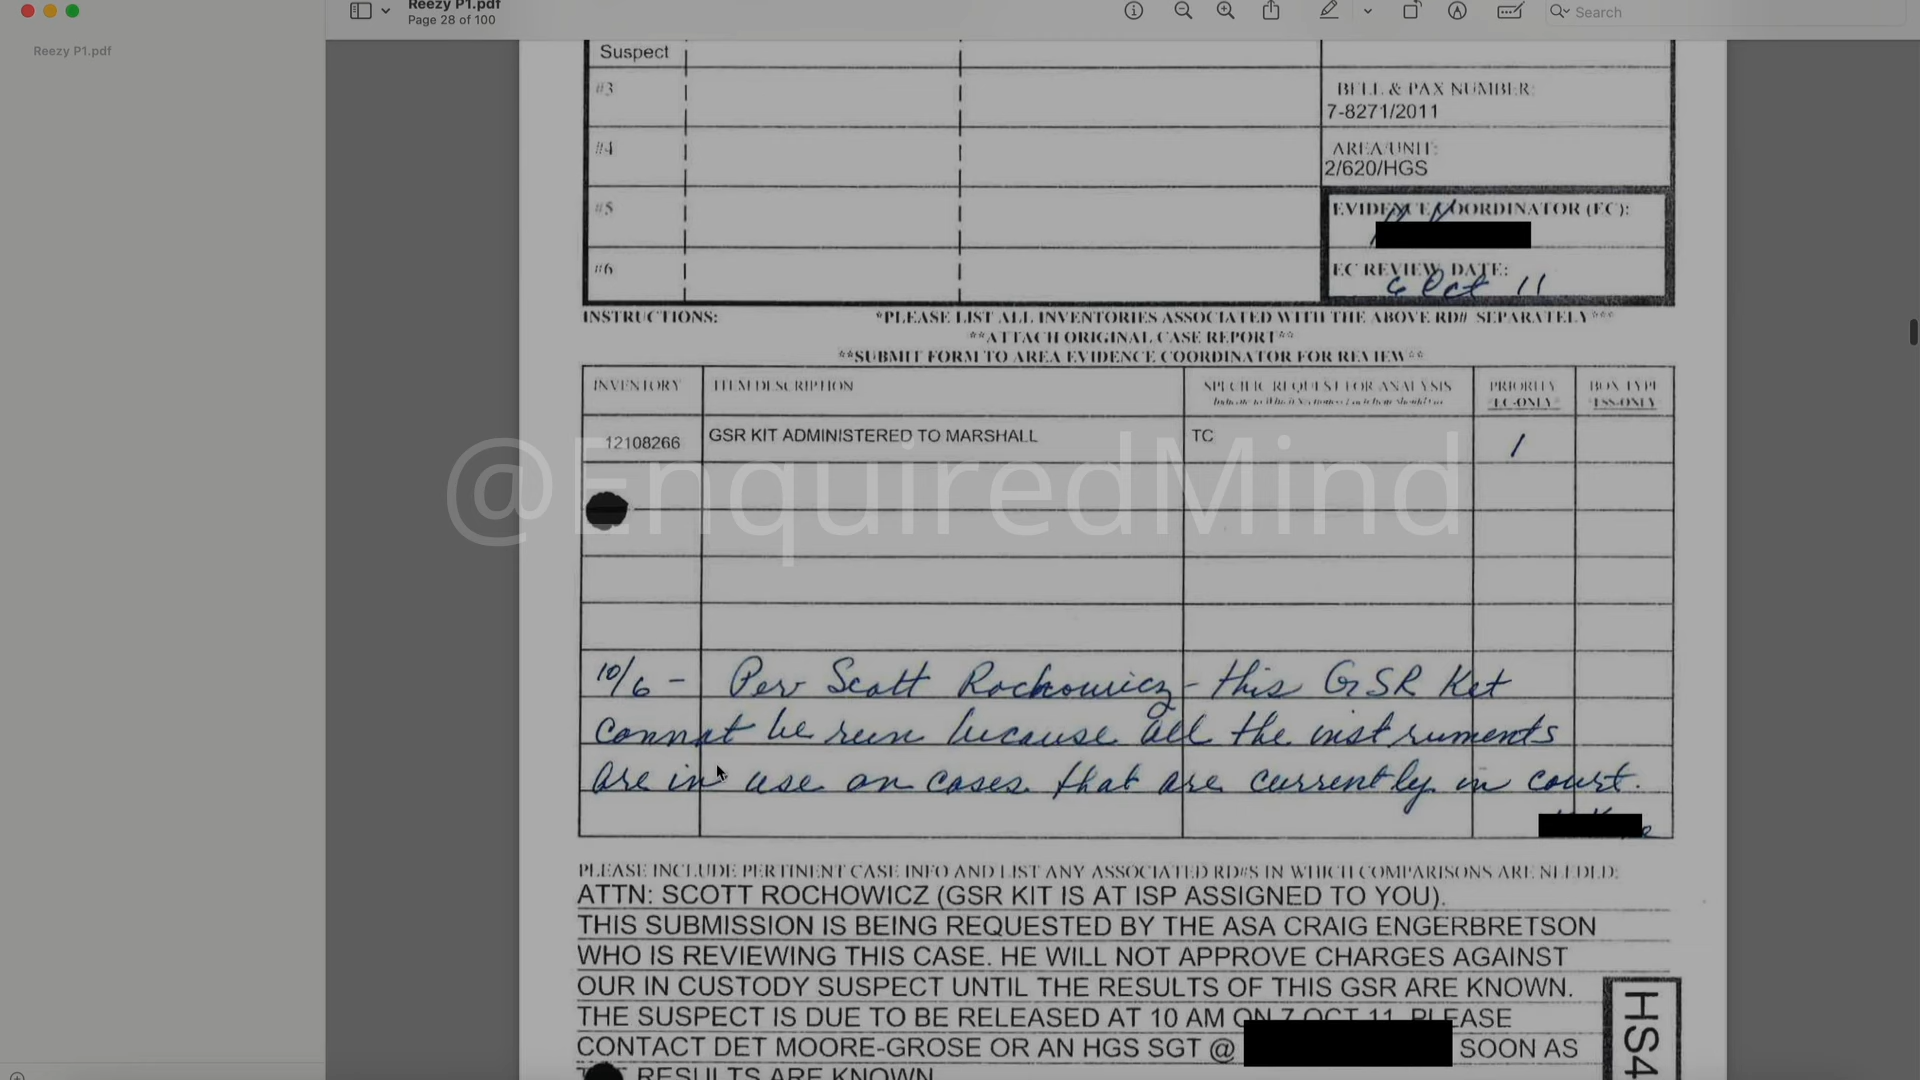 Reezy P1.pdf
Page 28 of 100
Search
Reezy P1.pdf
Suspect
#3
BELL & PAX NUMBER:
7-8271/2011
#4
AREA/UNIT:
2/620/HGS
#5
EVIDENCE COORDINATOR (EC):
#6
EC REVIEW DATE:
6 Oct 11
INSTRUCTIONS: *PLEASE LIST ALL INVENTORIES ASSOCIATED WITH THE ABOVE RD# SEPARATELY***
**ATTACH ORIGINAL CASE REPORT**
**SUBMIT FORM TO AREA EVIDENCE COORDINATOR FOR REVIEW**
INVENTORY ITEM DESCRIPTION SPECIFIC REQUEST FOR ANALYSIS PRIORITY BOX TYPE
*EC-ONLY* ESS-ONLY
12108266 GSR KIT ADMINISTERED TO MARSHALL TC 1
@EnquiredMind
10/6 - Per Scott Rochowicz - this GSR Kit
cannot be run because all the instruments
are in use on cases that are currently in court.
PLEASE INCLUDE PERTINENT CASE INFO AND LIST ANY ASSOCIATED RD#S IN WHICH COMPARISONS ARE NEEDED:
ATTN: SCOTT ROCHOWICZ (GSR KIT IS AT ISP ASSIGNED TO YOU).
THIS SUBMISSION IS BEING REQUESTED BY THE ASA CRAIG ENGERBRETSON
WHO IS REVIEWING THIS CASE. HE WILL NOT APPROVE CHARGES AGAINST
OUR IN CUSTODY SUSPECT UNTIL THE RESULTS OF THIS GSR ARE KNOWN.
THE SUSPECT IS DUE TO BE RELEASED AT 10 AM ON 7 OCT 11. PLEASE
CONTACT DET MOORE-GROSE OR AN HGS SGT @ SOON AS
RESULTS ARE KNOWN
HS4